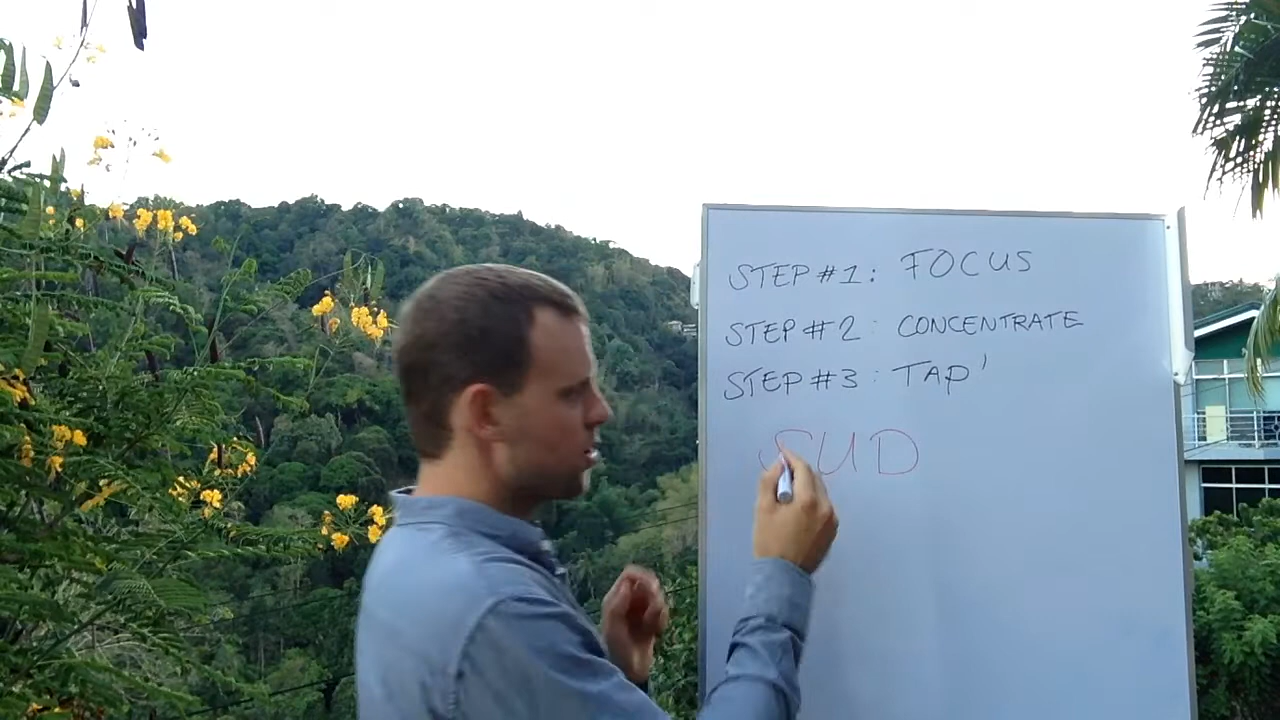 STEP #1: FOCUS
STEP #2: CONCENTRATE
STEP #3: TAP'
SUD